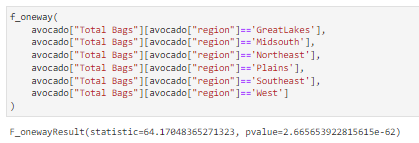 f_oneway(
    avocado["Total Bags"][avocado["region"]=='GreatLakes'],
    avocado["Total Bags"][avocado["region"]=='Midsouth'],
    avocado["Total Bags"][avocado["region"]=='Northeast'],
    avocado["Total Bags"][avocado["region"]=='Plains'],
    avocado["Total Bags"][avocado["region"]=='Southeast'],
    avocado["Total Bags"][avocado["region"]=='West']
)
F_onewayResult(statistic=64.17048365271323, pvalue=2.665653922815615e-62)